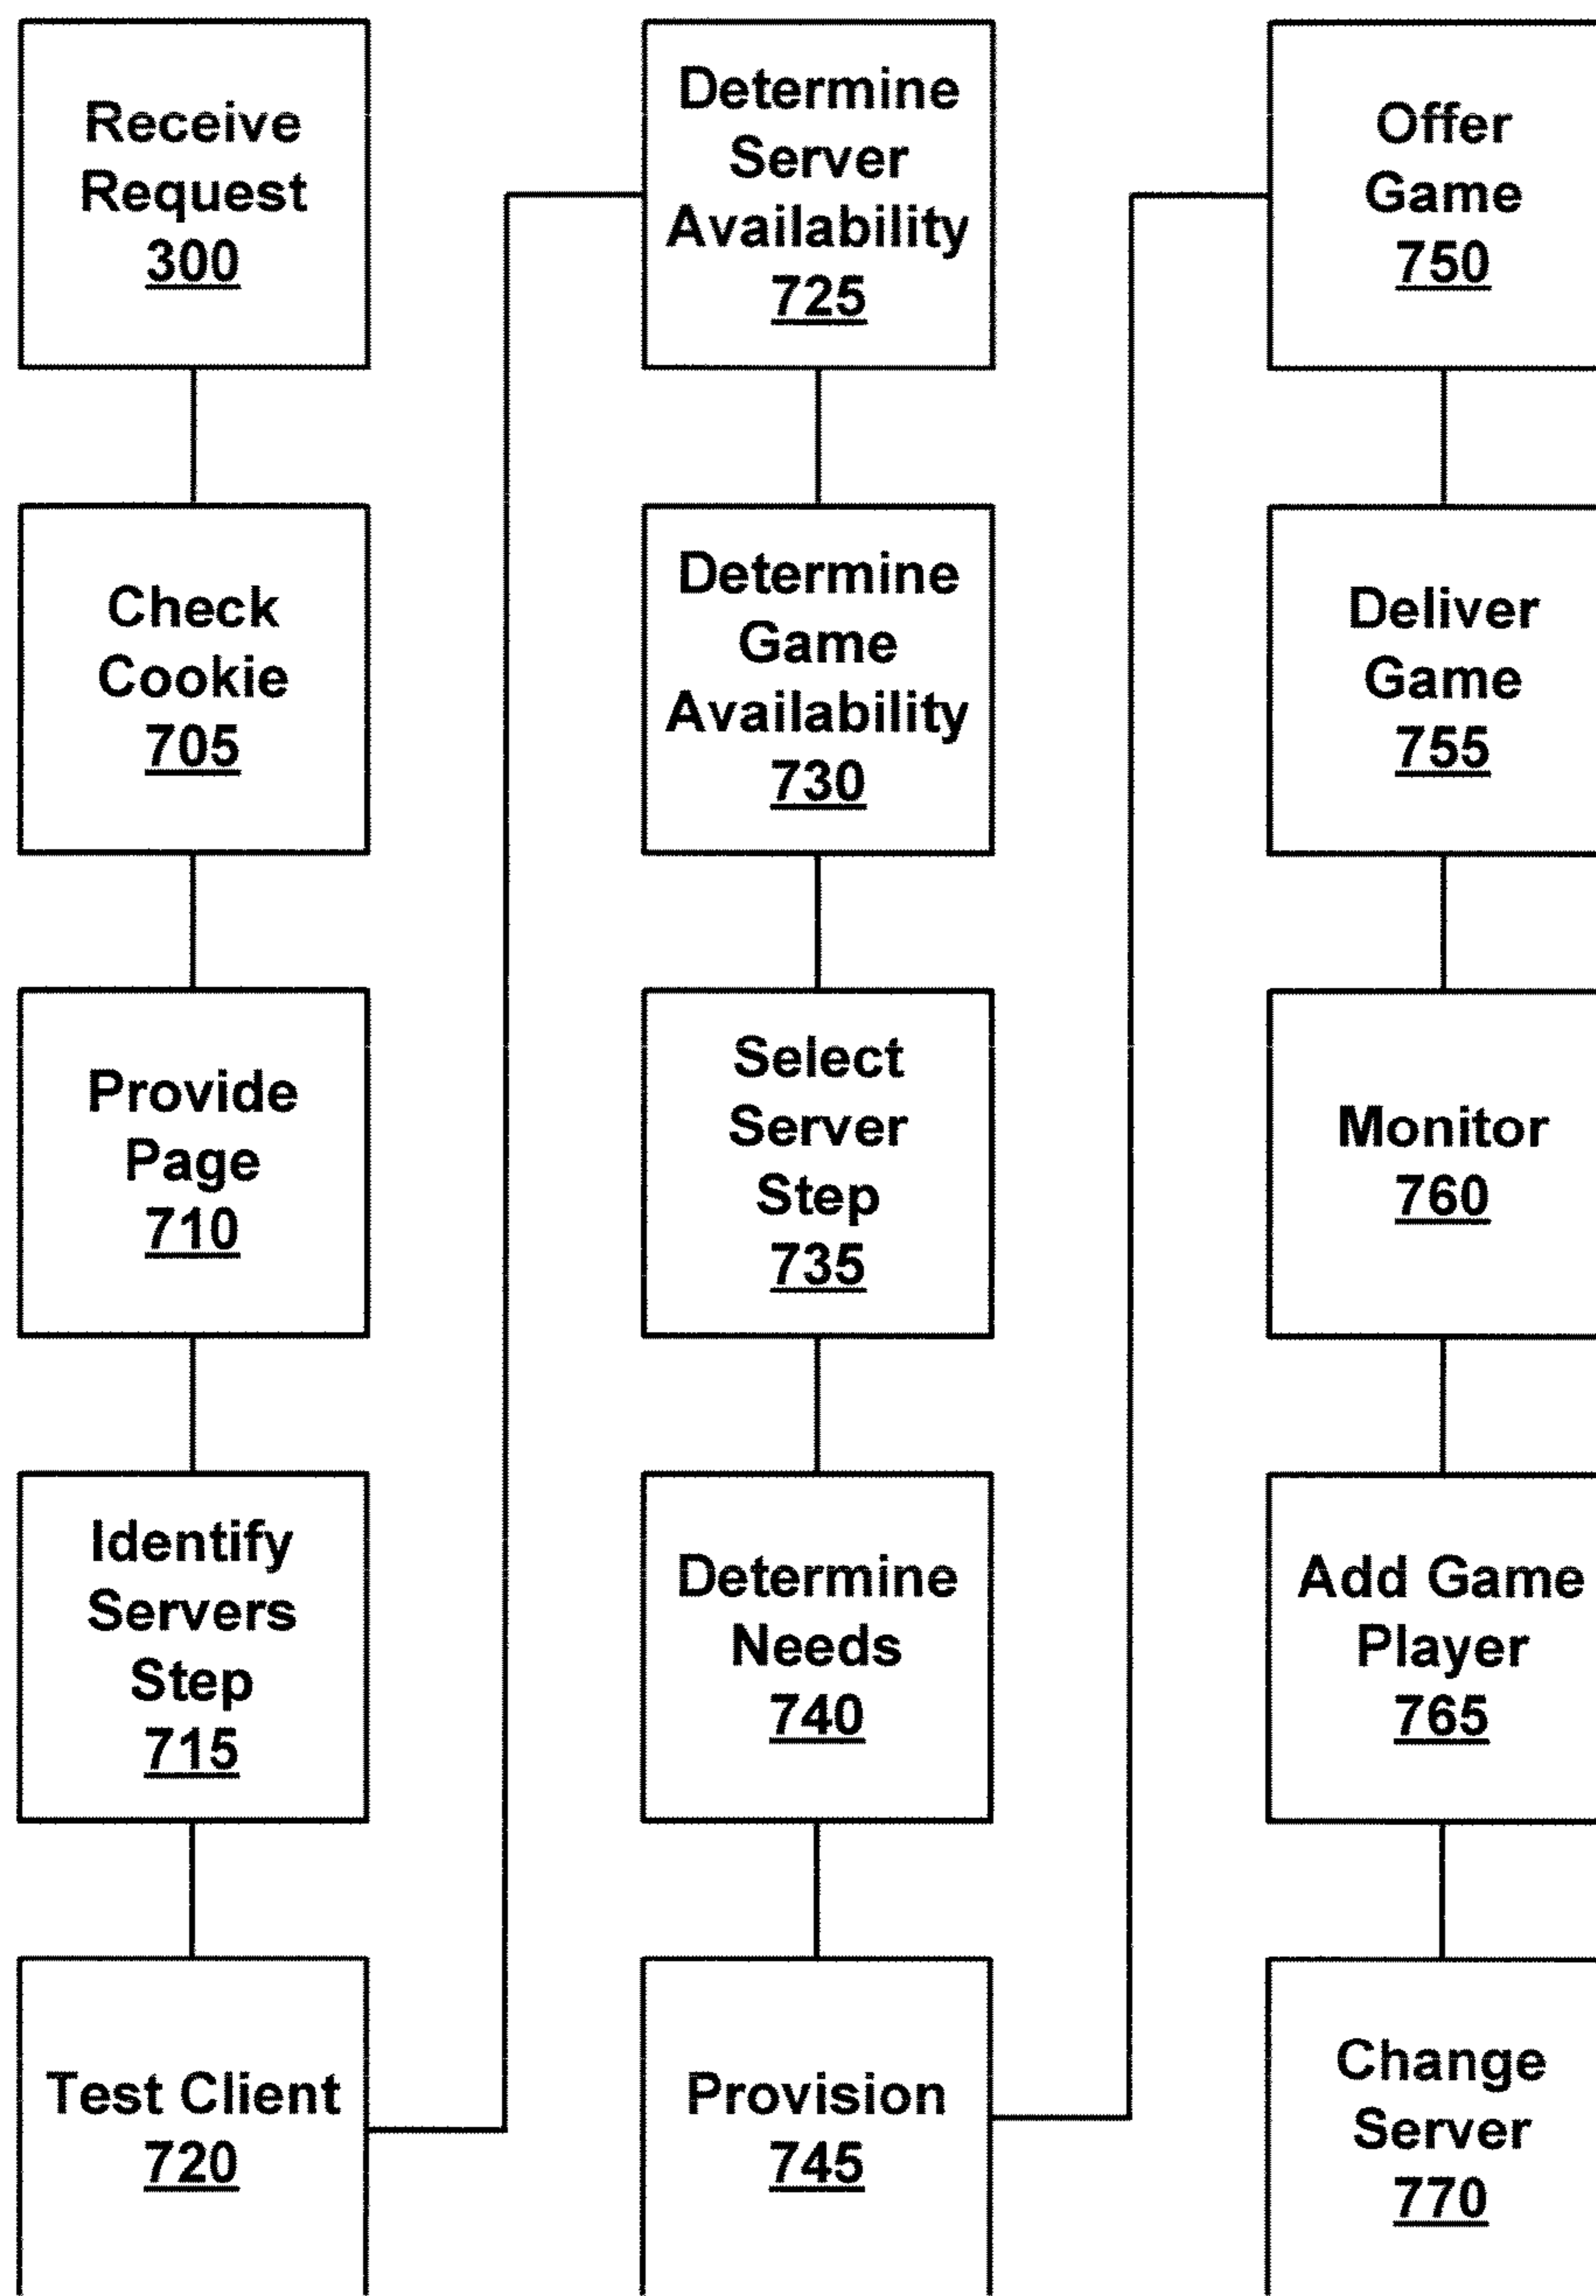 Receive
Request
300
Check
Cookie
705
Provide
Page
710
Identify
Servers
Step
715
Test Client
720
Determine
Server
Availability
725
Determine
Game
Availability
730
Select
Server
Step
735
Determine
Needs
740
Provision
745
Offer
Game
750
Deliver
Game
755
Monitor
760
Add Game
Player
765
Change
Server
770